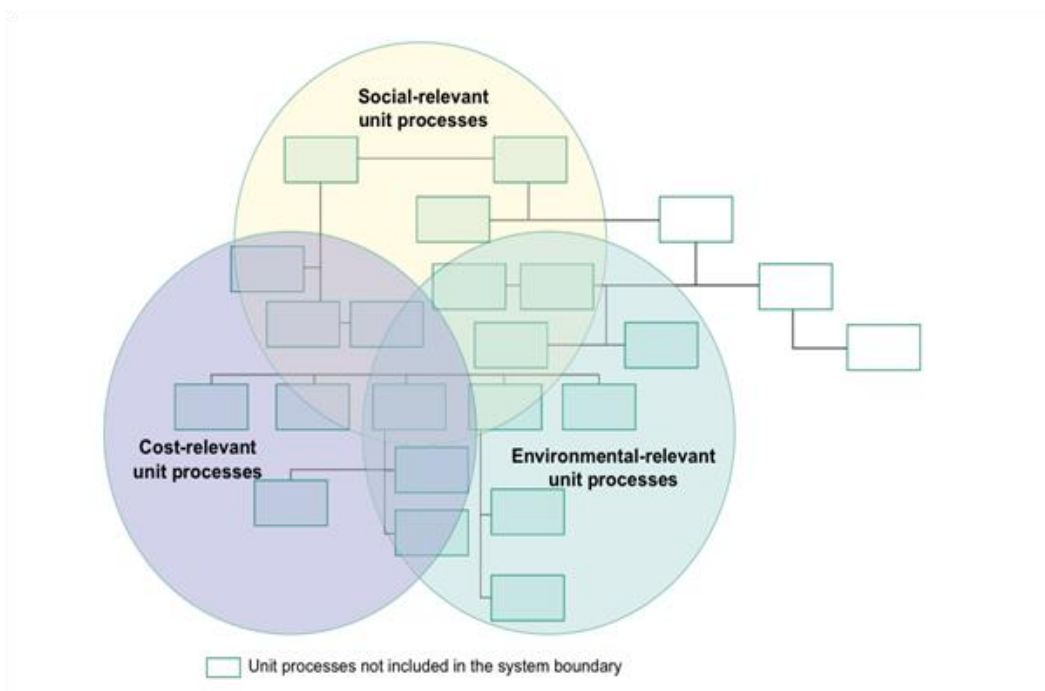 Social-relevant
unit processes
Cost-relevant
unit processes
Environmental-relevant
unit processes
Unit processes not included in the system boundary